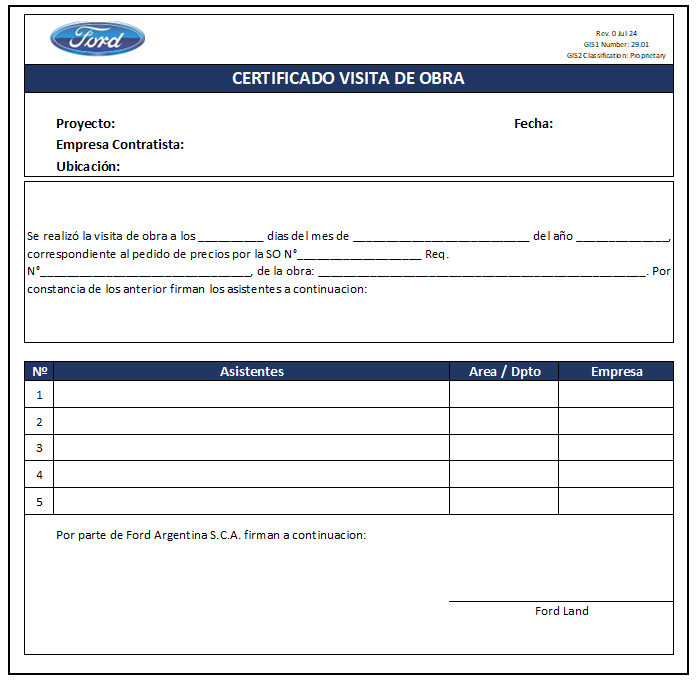 Ford
Rev. 0 Jul-24
GIS1 Number: 29.01
GIS2 Classification: Proprietary
CERTIFICADO VISITA DE OBRA
Proyecto: Fecha:
Empresa Contratista:
Ubicación:
Se realizó la visita de obra a los __________ dias del mes de ___________________________ del año ______________,
correspondiente al pedido de precios por la SO N°___________________ Req.
N°________________________________, de la obra: __________________________________________________. Por
constancia de los anterior firman los asistentes a continuacion:
Nº Asistentes Area / Dpto Empresa
1
2
3
4
5
Por parte de Ford Argentina S.C.A. firman a continuacion:
Ford Land